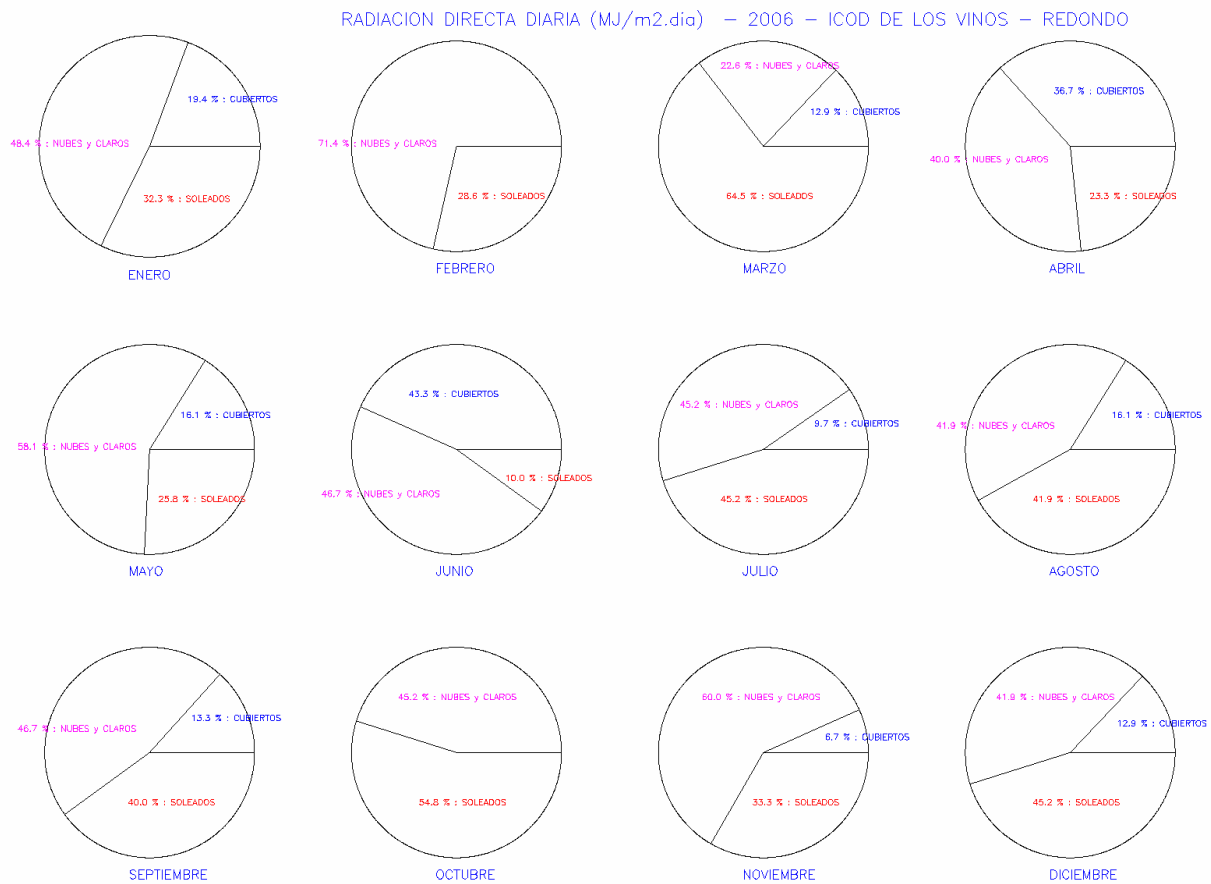 RADIACION DIRECTA DIARIA (MJ/m2.dia) - 2006 - ICOD DE LOS VINOS - REDONDO
19.4 % : CUBIERTOS
48.4 % : NUBES y CLAROS
32.3 % : SOLEADOS
ENERO
71.4 % : NUBES y CLAROS
28.6 % : SOLEADOS
FEBRERO
22.6 % : NUBES y CLAROS
12.9 % : CUBIERTOS
64.5 % : SOLEADOS
MARZO
36.7 % : CUBIERTOS
40.0 % : NUBES y CLAROS
23.3 % : SOLEADOS
ABRIL
16.1 % : CUBIERTOS
58.1 % : NUBES y CLAROS
25.8 % : SOLEADOS
MAYO
43.3 % : CUBIERTOS
46.7 % : NUBES y CLAROS
10.0 % : SOLEADOS
JUNIO
45.2 % : NUBES y CLAROS
9.7 % : CUBIERTOS
45.2 % : SOLEADOS
JULIO
16.1 % : CUBIERTOS
41.9 % : NUBES y CLAROS
41.9 % : SOLEADOS
AGOSTO
13.3 % : CUBIERTOS
46.7 % : NUBES y CLAROS
40.0 % : SOLEADOS
SEPTIEMBRE
45.2 % : NUBES y CLAROS
54.8 % : SOLEADOS
OCTUBRE
60.0 % : NUBES y CLAROS
6.7 % : CUBIERTOS
33.3 % : SOLEADOS
NOVIEMBRE
41.9 % : NUBES y CLAROS
12.9 % : CUBIERTOS
45.2 % : SOLEADOS
DICIEMBRE